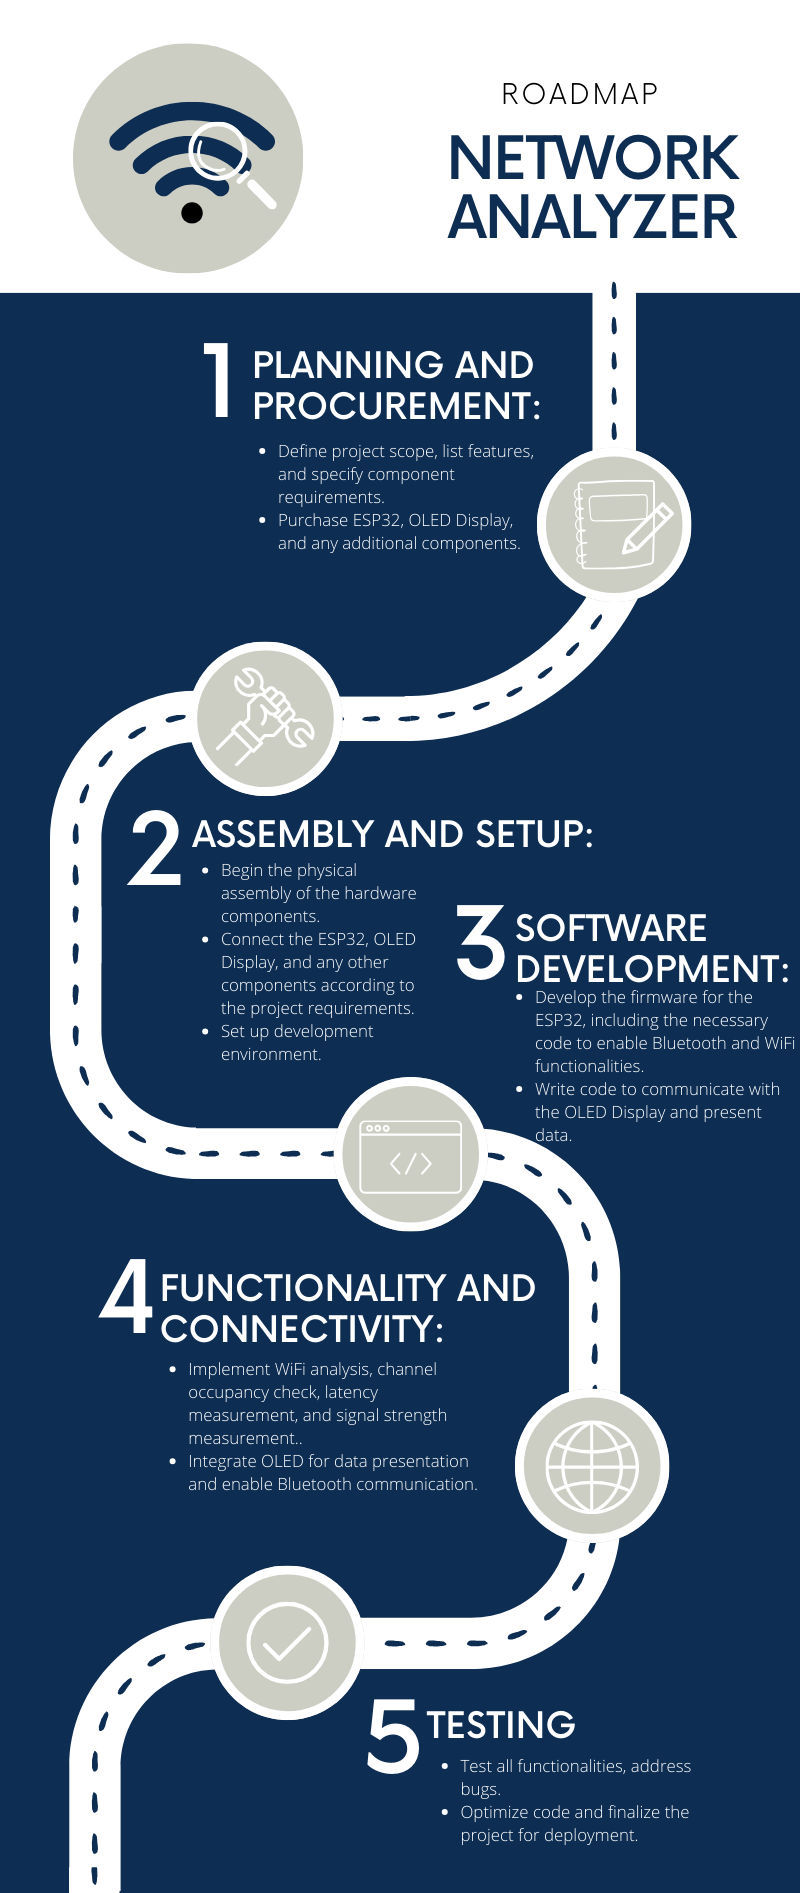 ROADMAP
NETWORK
ANALYZER
1
PLANNING AND
PROCUREMENT:
• Define project scope, list features,
and specify component
requirements.
• Purchase ESP32, OLED Display,
and any additional components.
2
ASSEMBLY AND SETUP:
• Begin the physical
assembly of the hardware
components.
• Connect the ESP32, OLED
Display, and any other
components according to
the project requirements.
• Set up development
environment.
3
SOFTWARE
DEVELOPMENT:
• Develop the firmware for the
ESP32, including the necessary
code to enable Bluetooth and WiFi
functionalities.
• Write code to communicate with
the OLED Display and present
data.
</>
4
FUNCTIONALITY AND
CONNECTIVITY:
• Implement WiFi analysis, channel
occupancy check, latency
measurement, and signal strength
measurement..
• Integrate OLED for data presentation
and enable Bluetooth communication.
5
TESTING
• Test all functionalities, address
bugs.
• Optimize code and finalize the
project for deployment.